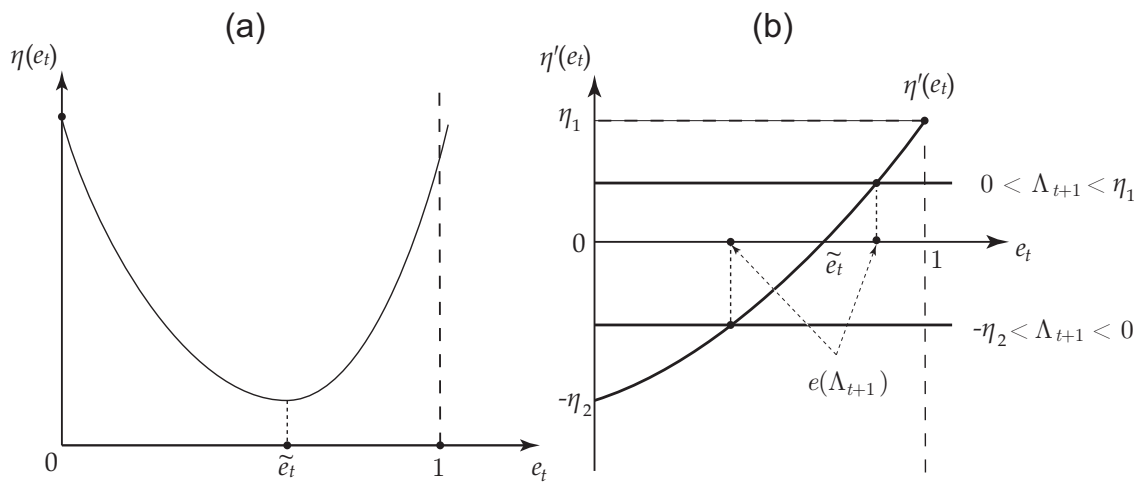 (a)
η(e_t)
0
ẽ_t
1
e_t
(b)
η'(e_t)
η'(e_t)
η_1
0 < Λ_{t+1} < η_1
0
ẽ_t
1
e_t
-η_2 < Λ_{t+1} < 0
e(Λ_{t+1})
-η_2